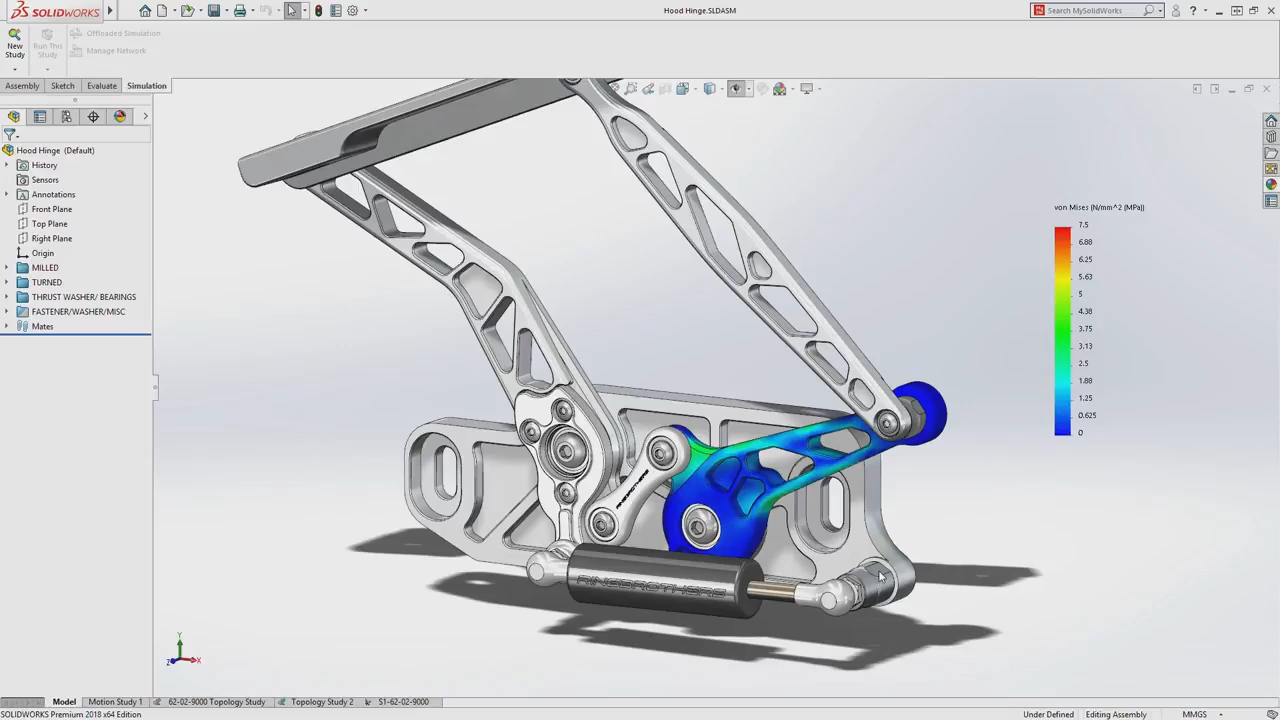 SOLIDWORKS
Hood Hinge.SLDASM
Search MySolidWorks
New Study
Run This Study
Offloaded Simulation
Manage Network
Assembly
Sketch
Evaluate
Simulation
Hood Hinge (Default)
History
Sensors
Annotations
Front Plane
Top Plane
Right Plane
Origin
MILLED
TURNED
THRUST WASHER/ BEARINGS
FASTENER/WASHER/MISC
Mates
von Mises (N/mm^2 (MPa))
7.5
6.88
6.25
5.63
5
4.38
3.75
3.13
2.5
1.88
1.25
0.625
0
RINGBROTHERS
RINGBROTHERS
Y
X
Z
Model
Motion Study 1
62-02-9000 Topology Study
Topology Study 2
S1-62-02-9000
SOLIDWORKS Premium 2018 x64 Edition
Under Defined
Editing Assembly
MMGS